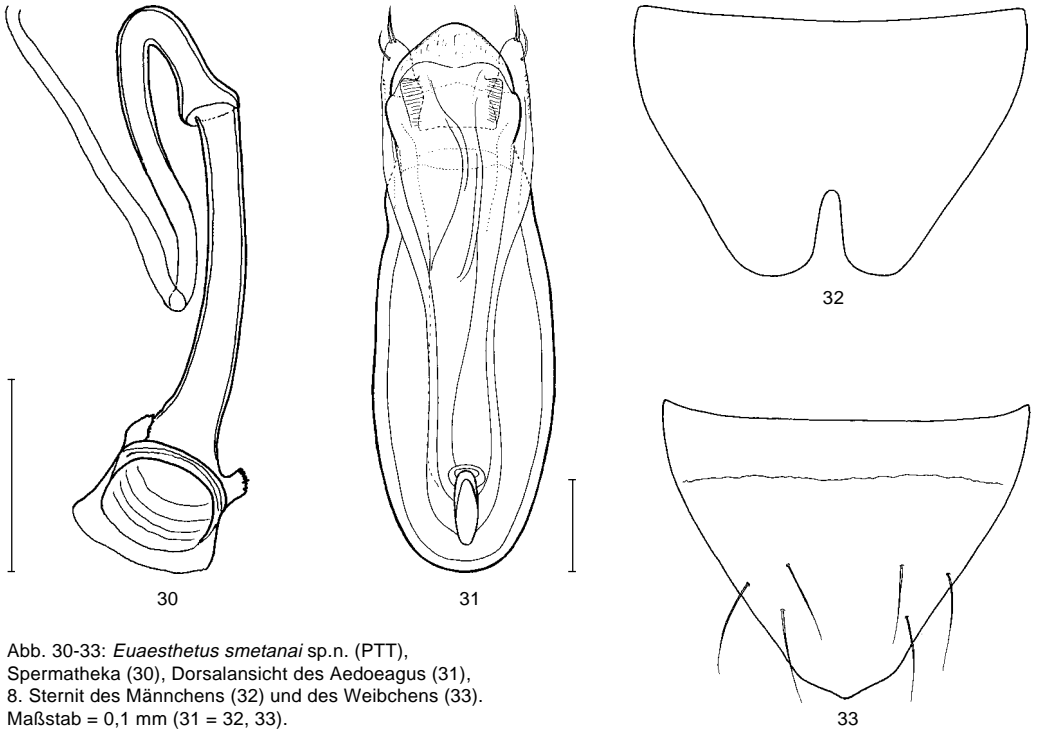 32
30
31
33
Abb. 30-33: Euaesthetus smetanai sp.n. (PTT),
Spermatheka (30), Dorsalansicht des Aedoeagus (31),
8. Sternit des Männchens (32) und des Weibchens (33).
Maßstab = 0,1 mm (31 = 32, 33).